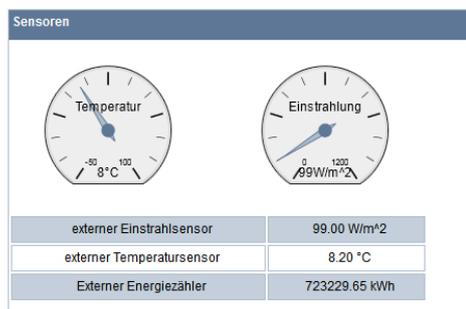 Sensoren
Temperatur
-50 100
8°C
Einstrahlung
0 1200
99W/m^2
externer Einstrahlsensor 99.00 W/m^2
externer Temperatursensor 8.20 °C
Externer Energiezähler 723229.65 kWh